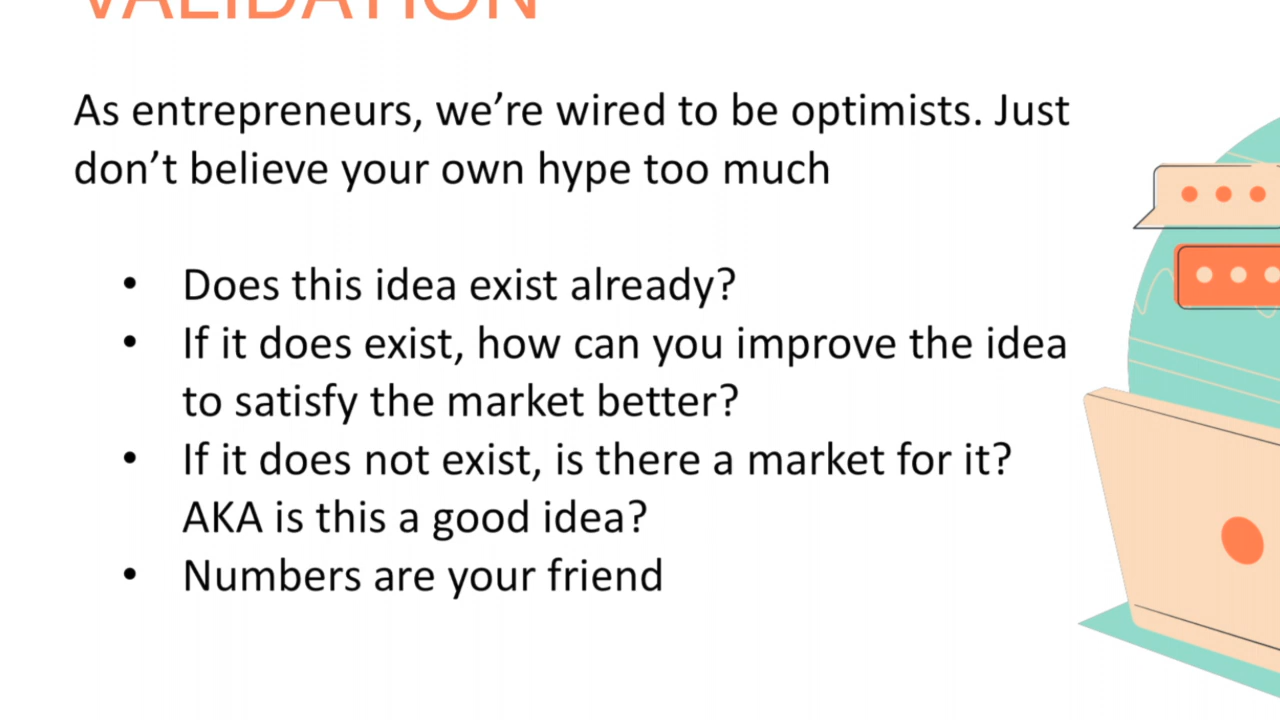 VALIDATION
As entrepreneurs, we’re wired to be optimists. Just
don’t believe your own hype too much
• Does this idea exist already?
• If it does exist, how can you improve the idea
to satisfy the market better?
• If it does not exist, is there a market for it?
AKA is this a good idea?
• Numbers are your friend